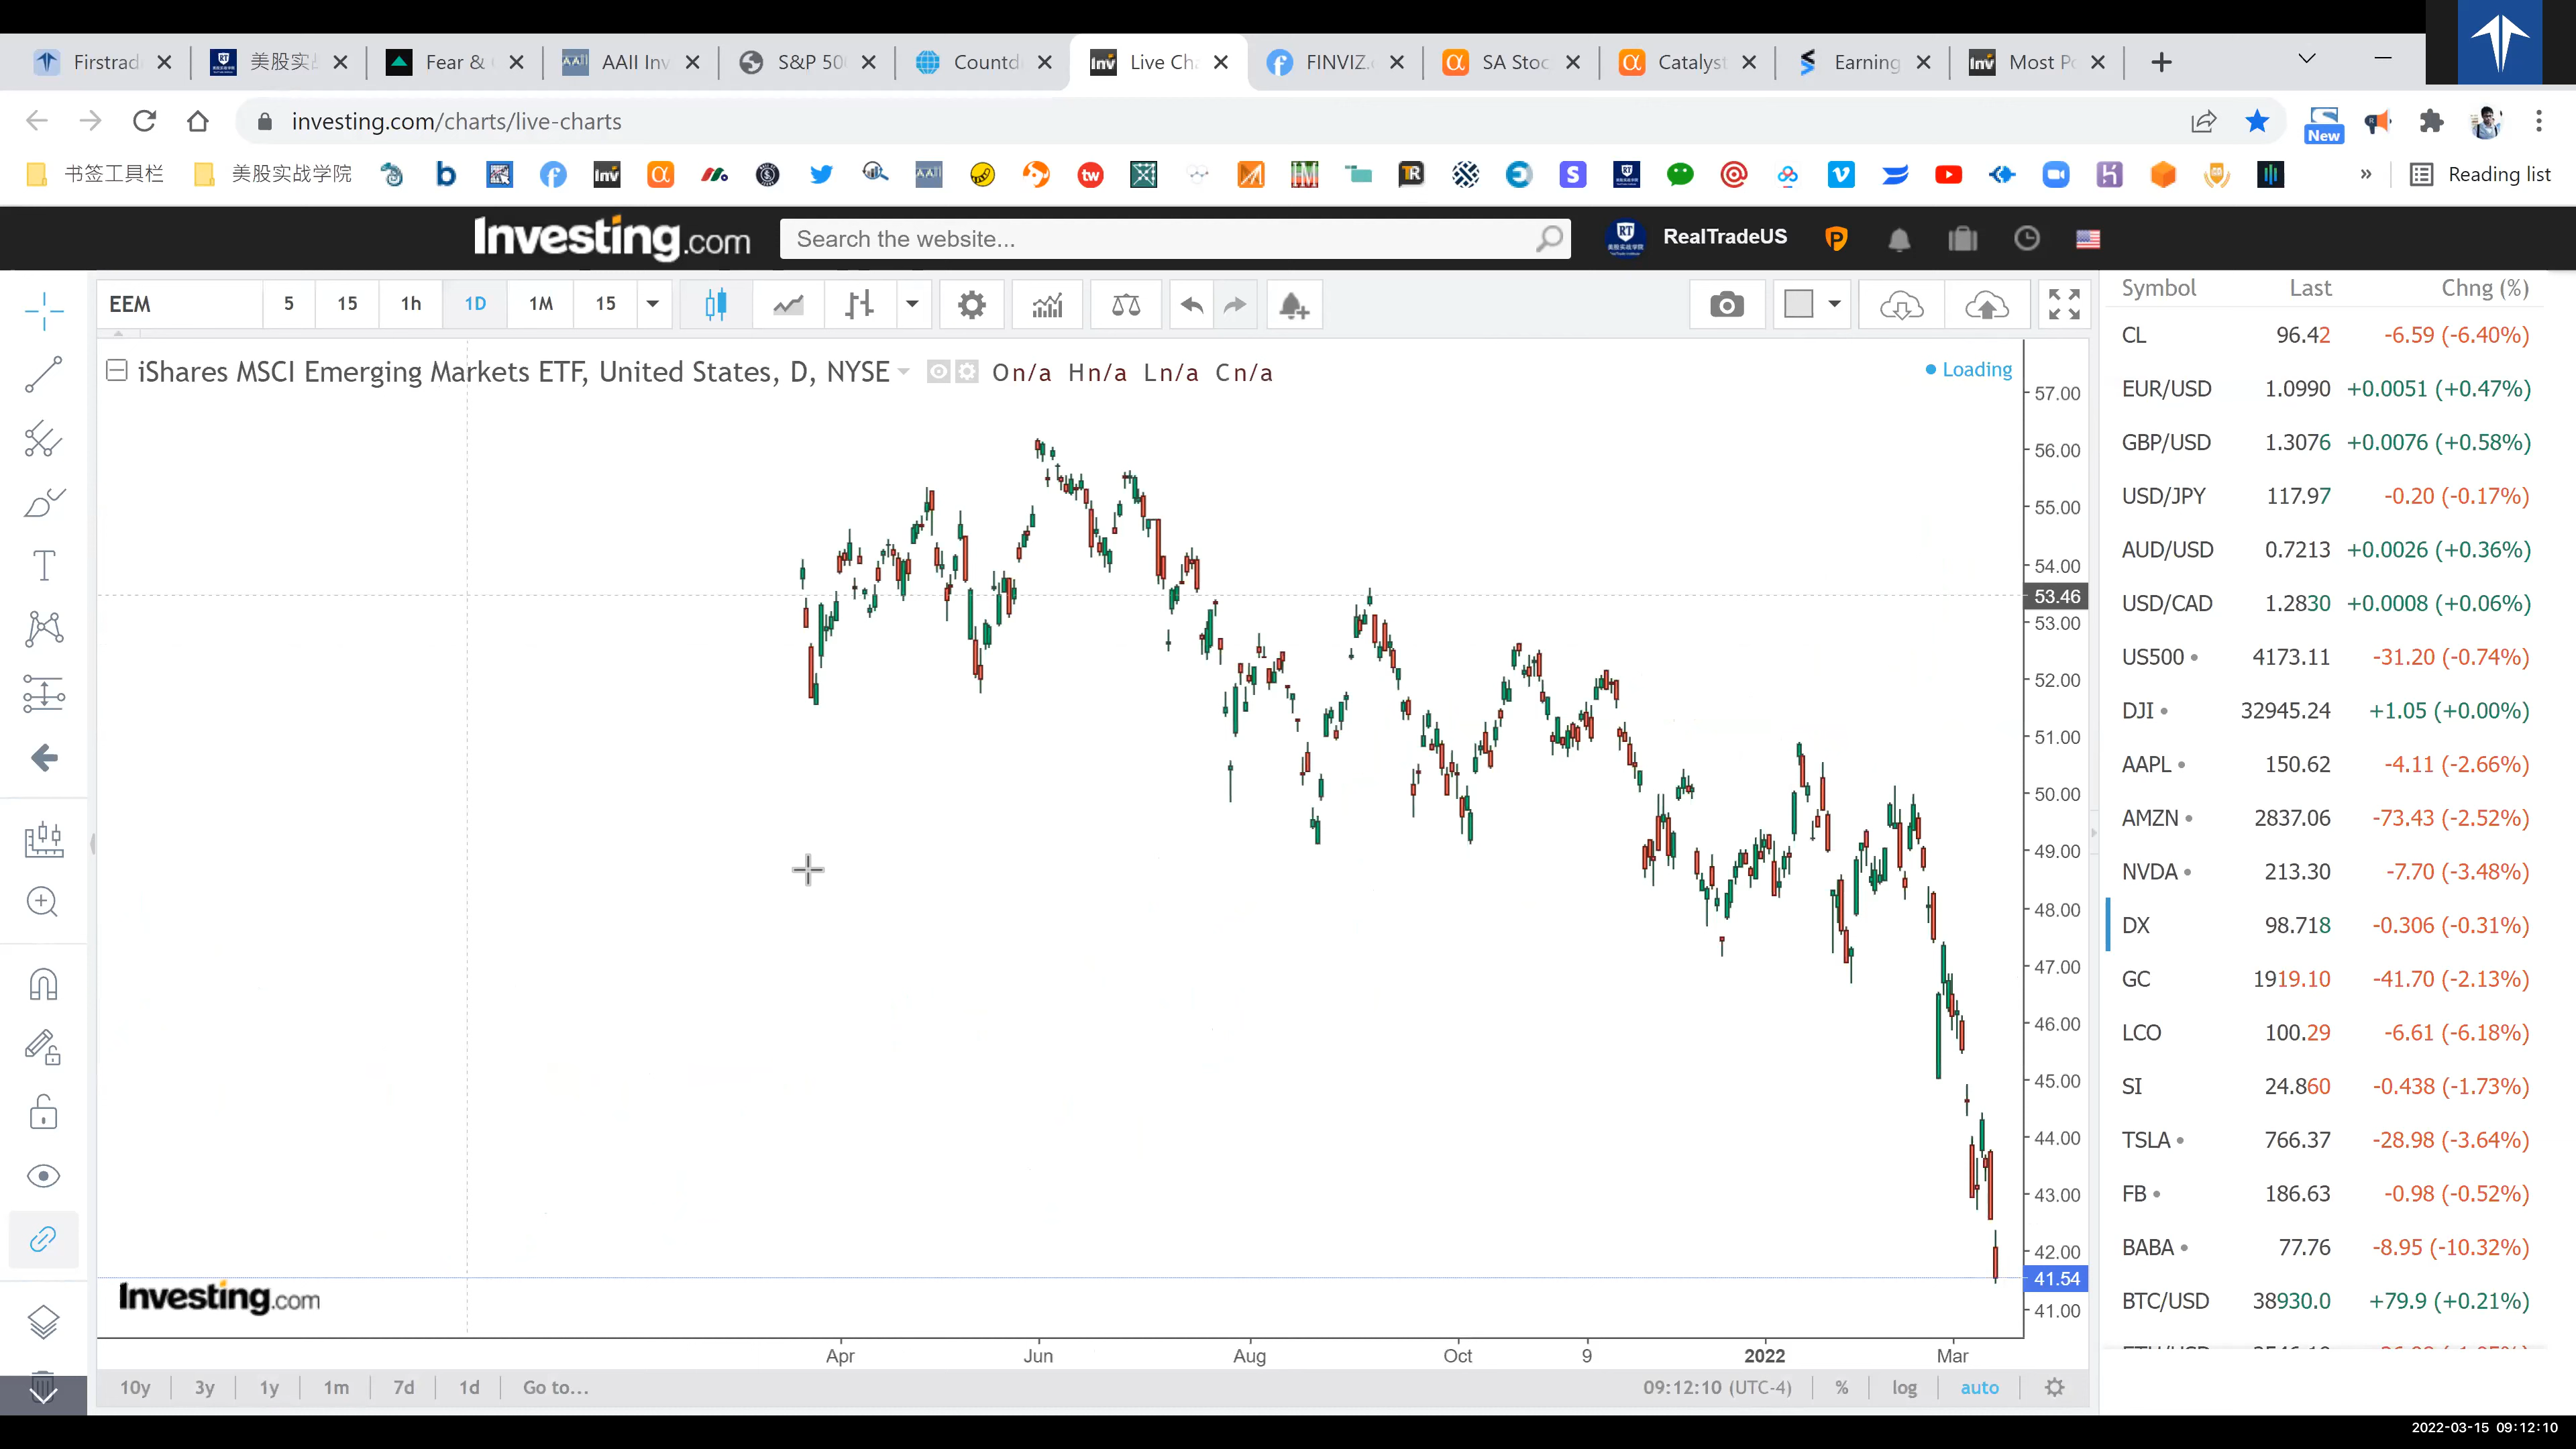 Firstrad 美股实 Fear & AAII Inv S&P 50 Countd Live Ch FINVIZ. SA Stoc Catalyst Earning Most P
investing.com/charts/live-charts
New
书签工具栏 美股实战学院 Reading list
Investing.com Search the website... RealTradeUS
EEM 5 15 1h 1D 1M 15
iShares MSCI Emerging Markets ETF, United States, D, NYSE On/a Hn/a Ln/a Cn/a
Loading
57.00
56.00
55.00
54.00
53.46
53.00
52.00
51.00
50.00
49.00
48.00
47.00
46.00
45.00
44.00
43.00
42.00
41.54
41.00
Investing.com
Apr Jun Aug Oct 9 2022 Mar
10y 3y 1y 1m 7d 1d Go to... 09:12:10 (UTC-4) % log auto
Symbol Last Chng (%)
CL 96.42 -6.59 (-6.40%)
EUR/USD 1.0990 +0.0051 (+0.47%)
GBP/USD 1.3076 +0.0076 (+0.58%)
USD/JPY 117.97 -0.20 (-0.17%)
AUD/USD 0.7213 +0.0026 (+0.36%)
USD/CAD 1.2830 +0.0008 (+0.06%)
US500 4173.11 -31.20 (-0.74%)
DJI 32945.24 +1.05 (+0.00%)
AAPL 150.62 -4.11 (-2.66%)
AMZN 2837.06 -73.43 (-2.52%)
NVDA 213.30 -7.70 (-3.48%)
DX 98.718 -0.306 (-0.31%)
GC 1919.10 -41.70 (-2.13%)
LCO 100.29 -6.61 (-6.18%)
SI 24.860 -0.438 (-1.73%)
TSLA 766.37 -28.98 (-3.64%)
FB 186.63 -0.98 (-0.52%)
BABA 77.76 -8.95 (-10.32%)
BTC/USD 38930.0 +79.9 (+0.21%)
2022-03-15 09:12:10